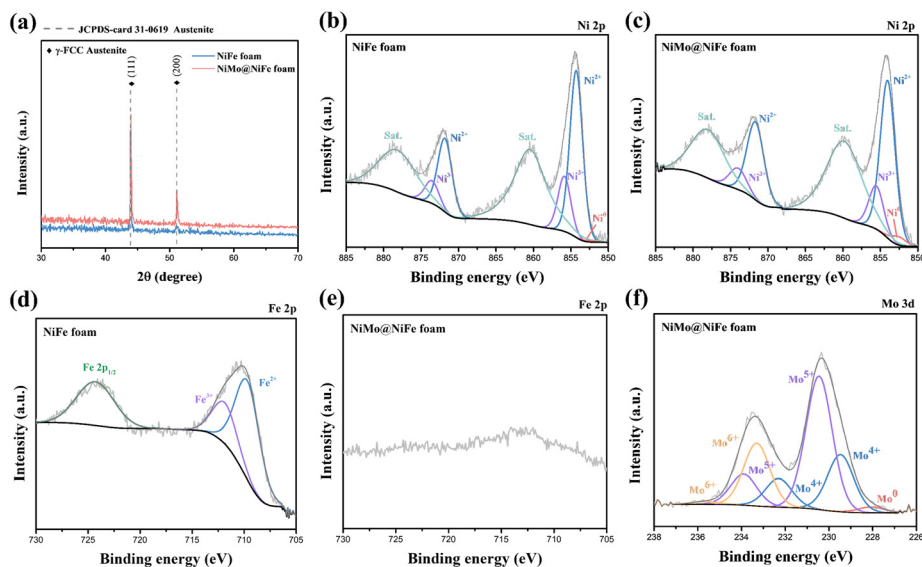 (a)
JCPDS-card 31-0619 Austenite
γ-FCC Austenite
NiFe foam
NiMo@NiFe foam
(111)
(200)
Intensity (a.u.)
30 40 50 60 70
2θ (degree)
(b)
Ni 2p
NiFe foam
Ni²⁺
Sat.
Ni²⁺
Sat.
Ni³⁺
Ni³⁺
Ni⁰
Intensity (a.u.)
885 880 875 870 865 860 855 850
Binding energy (eV)
(c)
Ni 2p
NiMo@NiFe foam
Ni²⁺
Sat.
Ni²⁺
Sat.
Ni³⁺
Ni³⁺
Ni⁰
Intensity (a.u.)
885 880 875 870 865 860 855 850
Binding energy (eV)
(d)
Fe 2p
NiFe foam
Fe 2p₁/₂
Fe³⁺
Fe²⁺
Intensity (a.u.)
730 725 720 715 710 705
Binding energy (eV)
(e)
Fe 2p
NiMo@NiFe foam
Intensity (a.u.)
730 725 720 715 710 705
Binding energy (eV)
(f)
Mo 3d
NiMo@NiFe foam
Mo⁵⁺
Mo⁶⁺
Mo⁵⁺
Mo⁴⁺
Mo⁶⁺
Mo⁴⁺
Mo⁰
Intensity (a.u.)
238 236 234 232 230 228 226
Binding energy (eV)